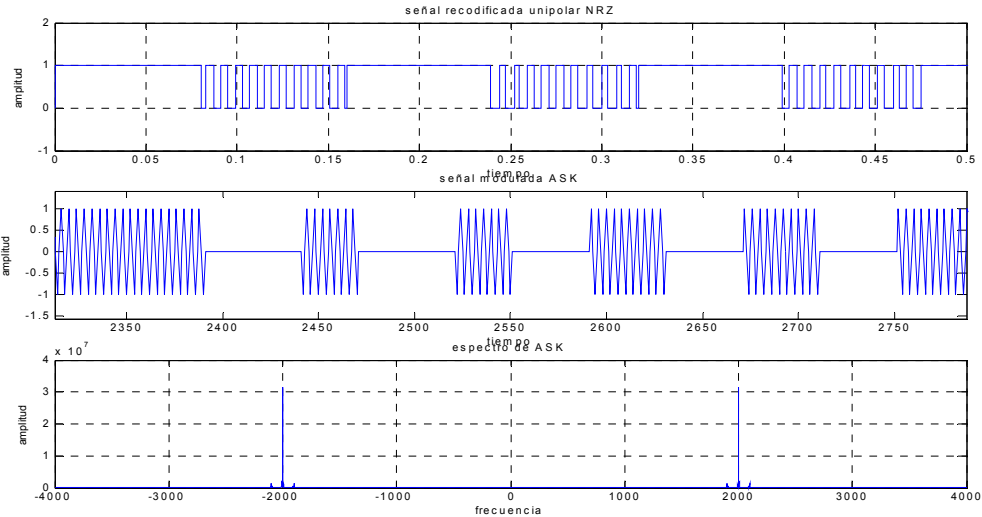 señal recodificada unipolar NRZ
2
1
0
-1
amplitud
0 0.05 0.1 0.15 0.2 0.25 0.3 0.35 0.4 0.45 0.5
tiempo
señal modulada ASK
1
0.5
0
-0.5
-1
-1.5
amplitud
2350 2400 2450 2500 2550 2600 2650 2700 2750
tiempo
espectro de ASK
x 10^7
4
3
2
1
0
amplitud
-4000 -3000 -2000 -1000 0 1000 2000 3000 4000
frecuencia